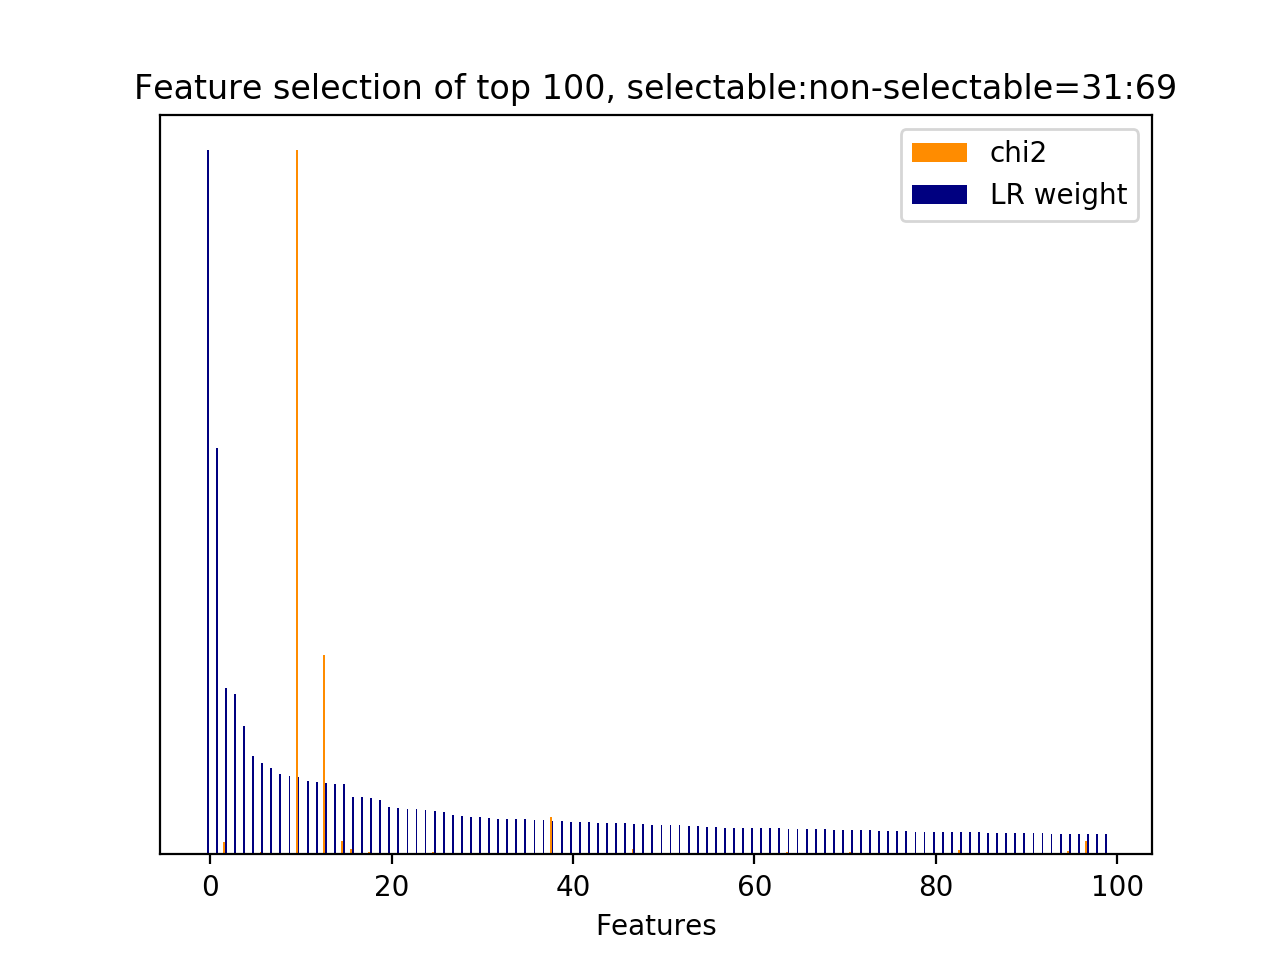 Feature selection of top 100, selectable:non-selectable=31:69
chi2
LR weight
0 20 40 60 80 100
Features